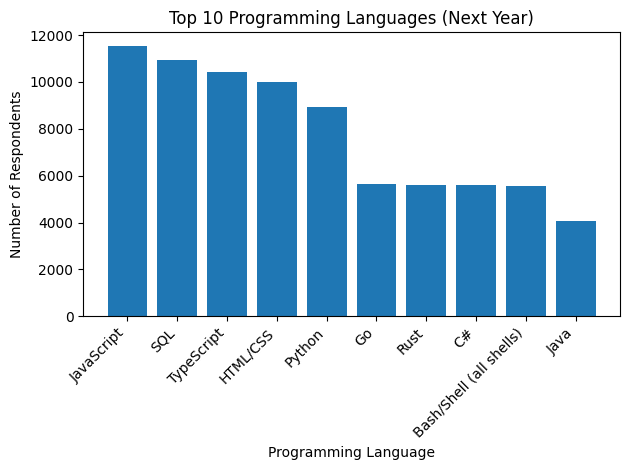 Top 10 Programming Languages (Next Year)
Number of Respondents
12000
10000
8000
6000
4000
2000
0
JavaScript
SQL
TypeScript
HTML/CSS
Python
Go
Rust
C#
Bash/Shell (all shells)
Java
Programming Language